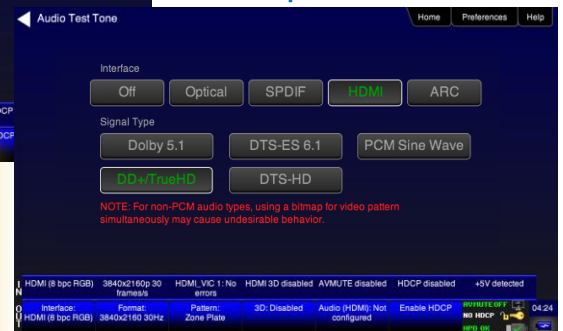 Audio Test Tone
Home Preferences Help
Interface
Off Optical SPDIF HDMI ARC
Signal Type
Dolby 5.1 DTS-ES 6.1 PCM Sine Wave
DD+/TrueHD DTS-HD
NOTE: For non-PCM audio types, using a bitmap for video pattern
simultaneously may cause undesirable behavior.
DCP
DCP
IN
HDMI (8 bpc RGB) 3840x2160p 30 frames/s HDMI_VIC 1: No errors HDMI 3D disabled AVMUTE disabled HDCP disabled +5V detected
OUT
Interface: HDMI (8 bpc RGB) Format: 3840x2160 30Hz Pattern: Zone Plate 3D: Disabled Audio (HDMI): Not configured Enable HDCP
AVMUTE OFF
NO HDCP
HPD OK
04:24